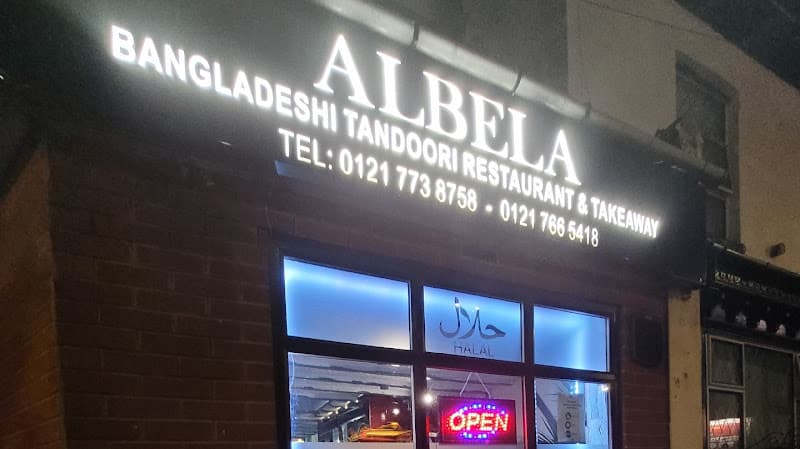 ALBELA
BANGLADESHI TANDOORI RESTAURANT & TAKEAWAY
TEL: 0121 773 8758 - 0121 766 5418
حلال
HALAL
OPEN